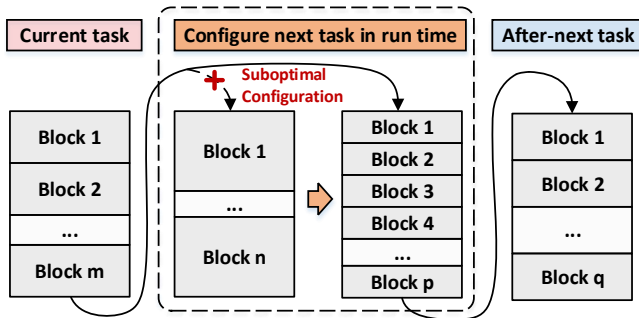 Current task
Configure next task in run time
After-next task
Suboptimal
Configuration
Block 1
Block 2
...
Block m
Block 1
...
Block n
Block 1
Block 2
Block 3
Block 4
...
Block p
Block 1
Block 2
...
Block q